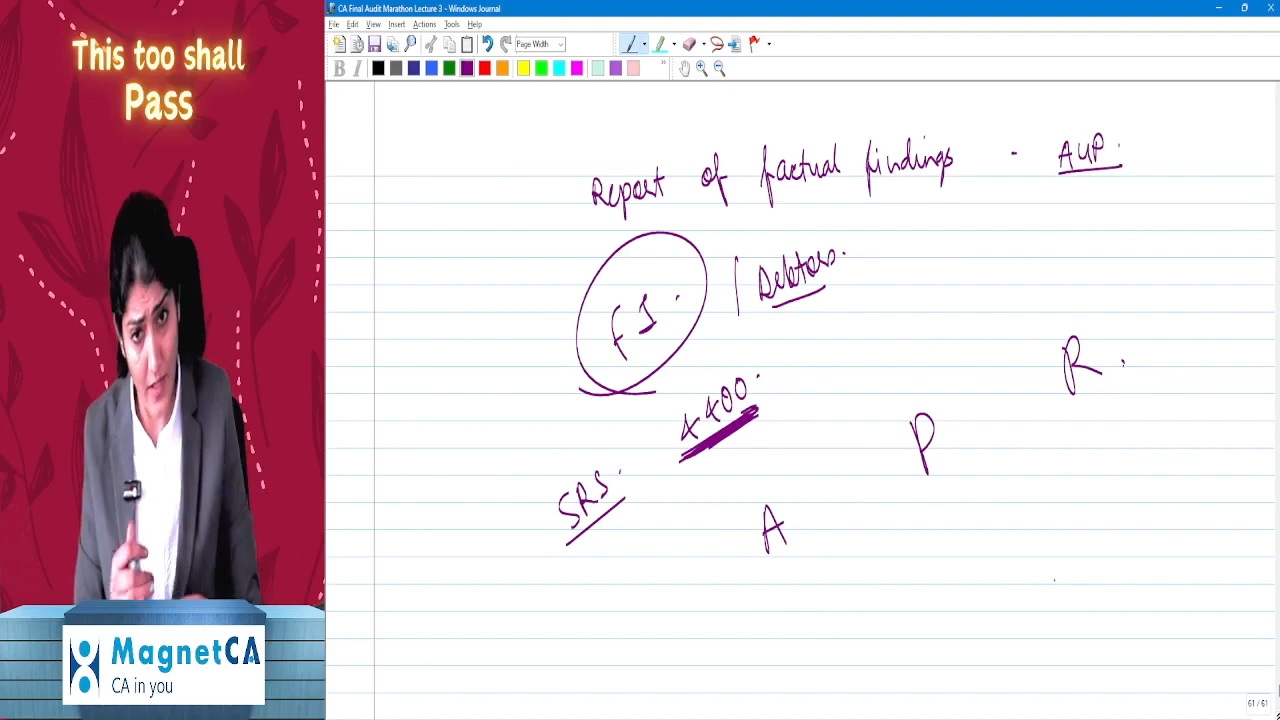 CA Final Audit Marathon Lecture 3 - Windows Journal
File Edit View Insert Actions Tools Help
Page Width
B I
This too shall
Pass
Report of factual findings - AUP.
FI.
Debtors.
4400.
SRS.
A
P
R.
MagnetCA
CA in you
61 / 61